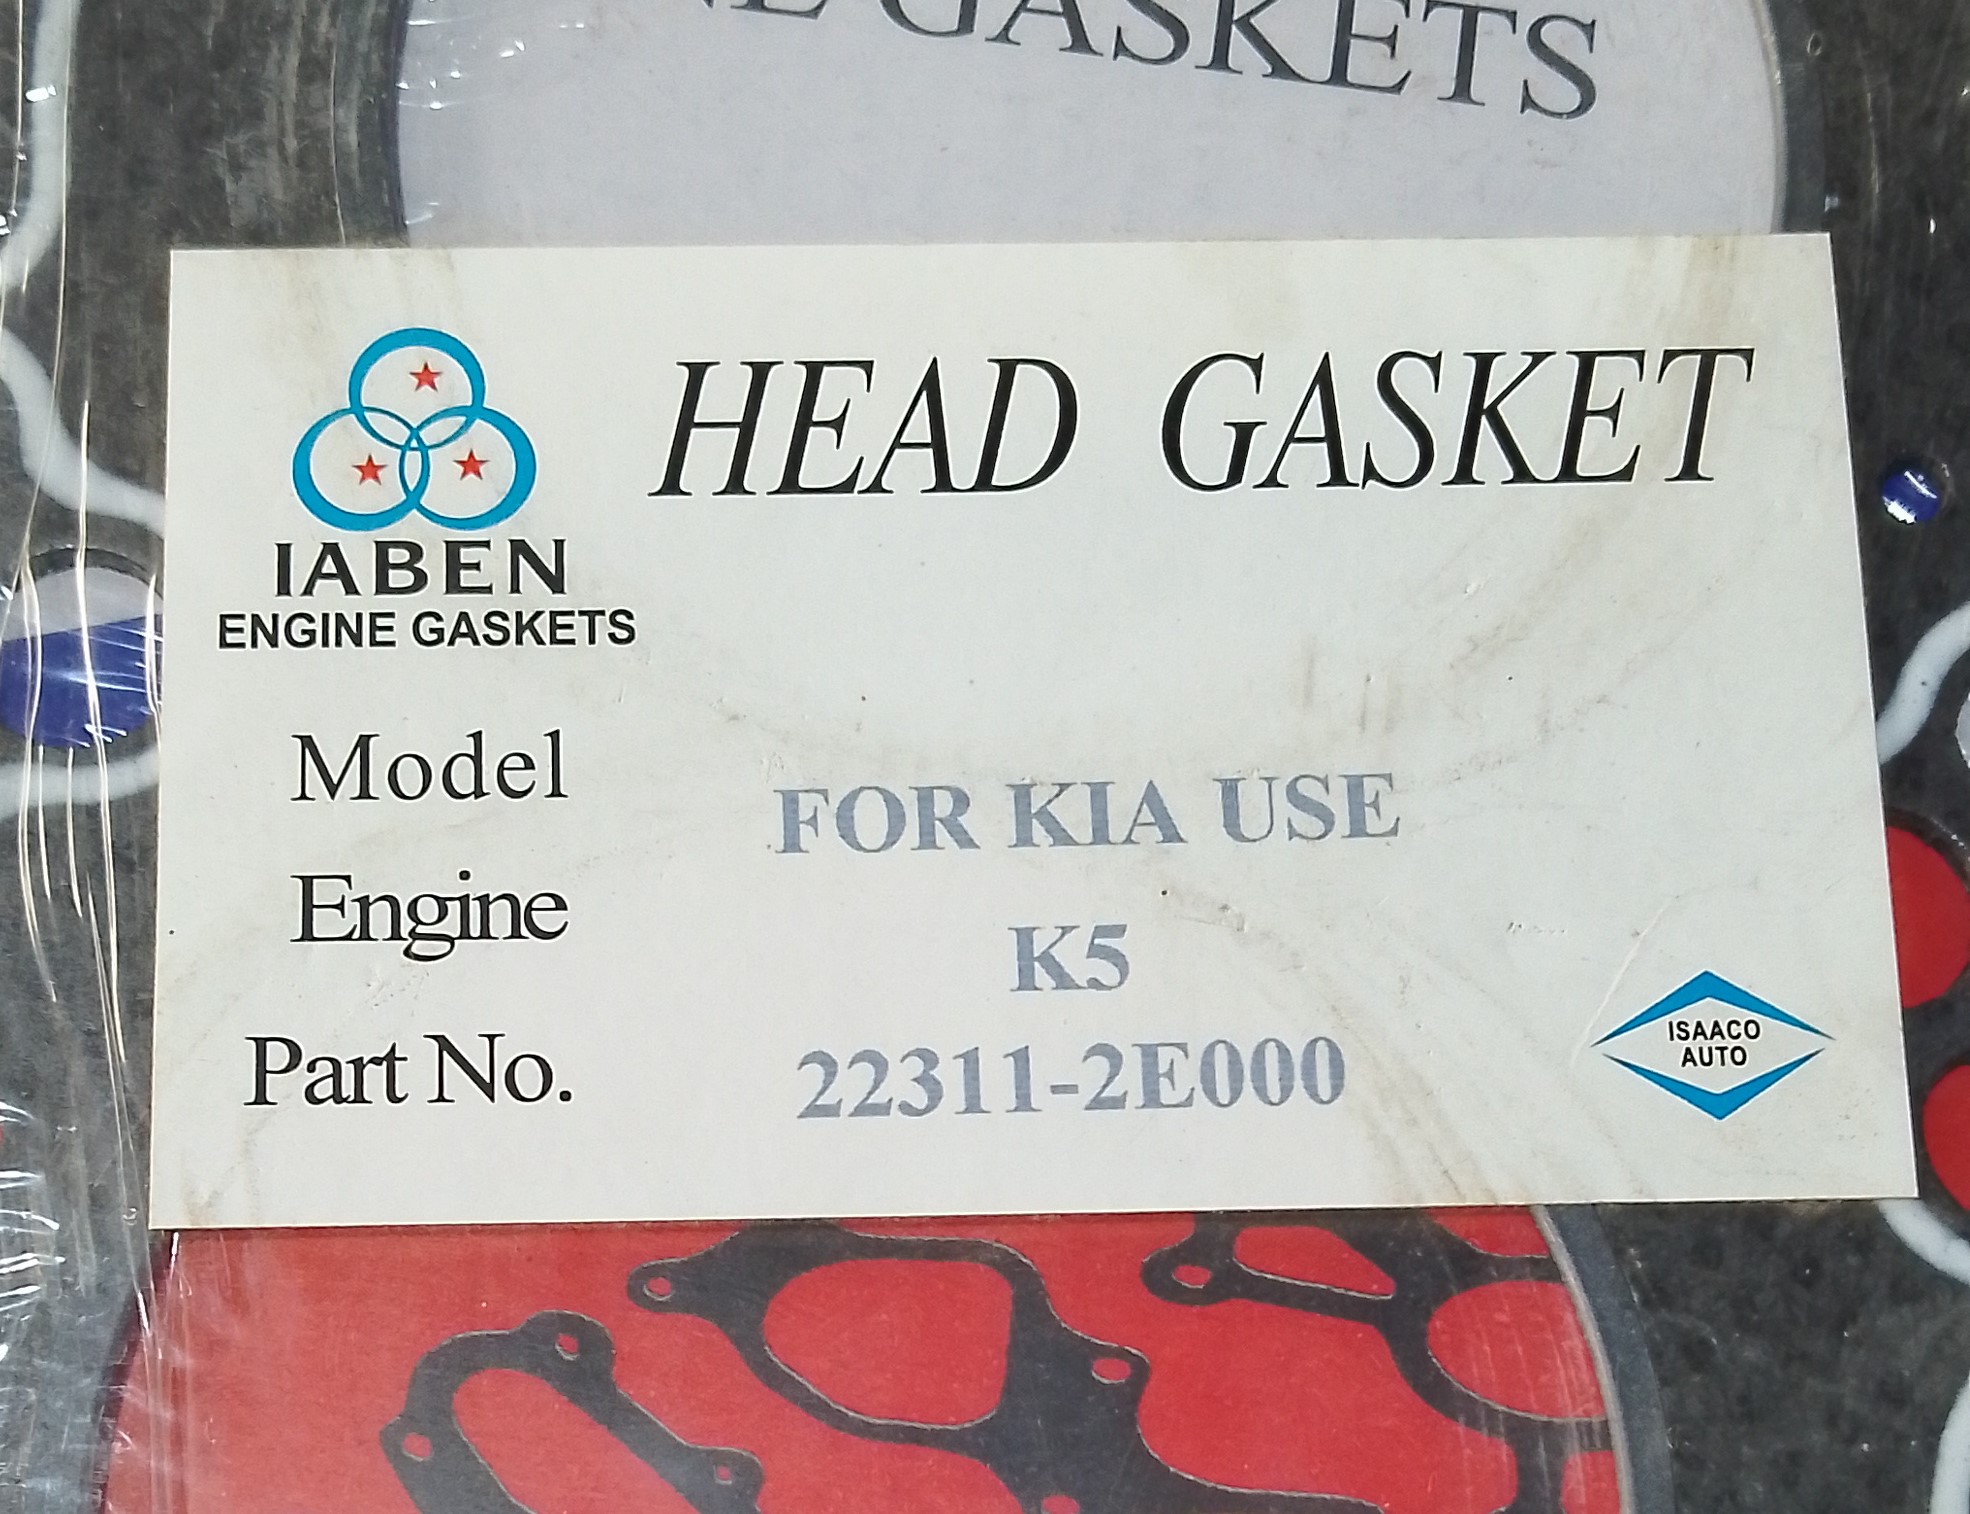 GASKETS
HEAD GASKET
IABEN
ENGINE GASKETS
Model FOR KIA USE
Engine K5
Part No. 22311-2E000
ISAACO
AUTO